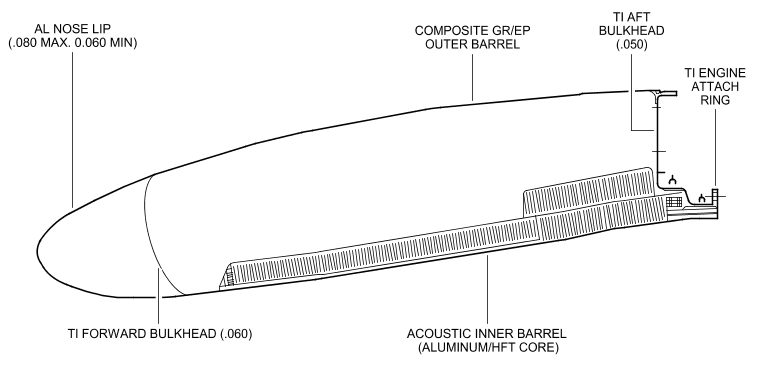 AL NOSE LIP
(.080 MAX. 0.060 MIN)
COMPOSITE GR/EP
OUTER BARREL
TI AFT
BULKHEAD
(.050)
TI ENGINE
ATTACH
RING
TI FORWARD BULKHEAD (.060)
ACOUSTIC INNER BARREL
(ALUMINUM/HFT CORE)